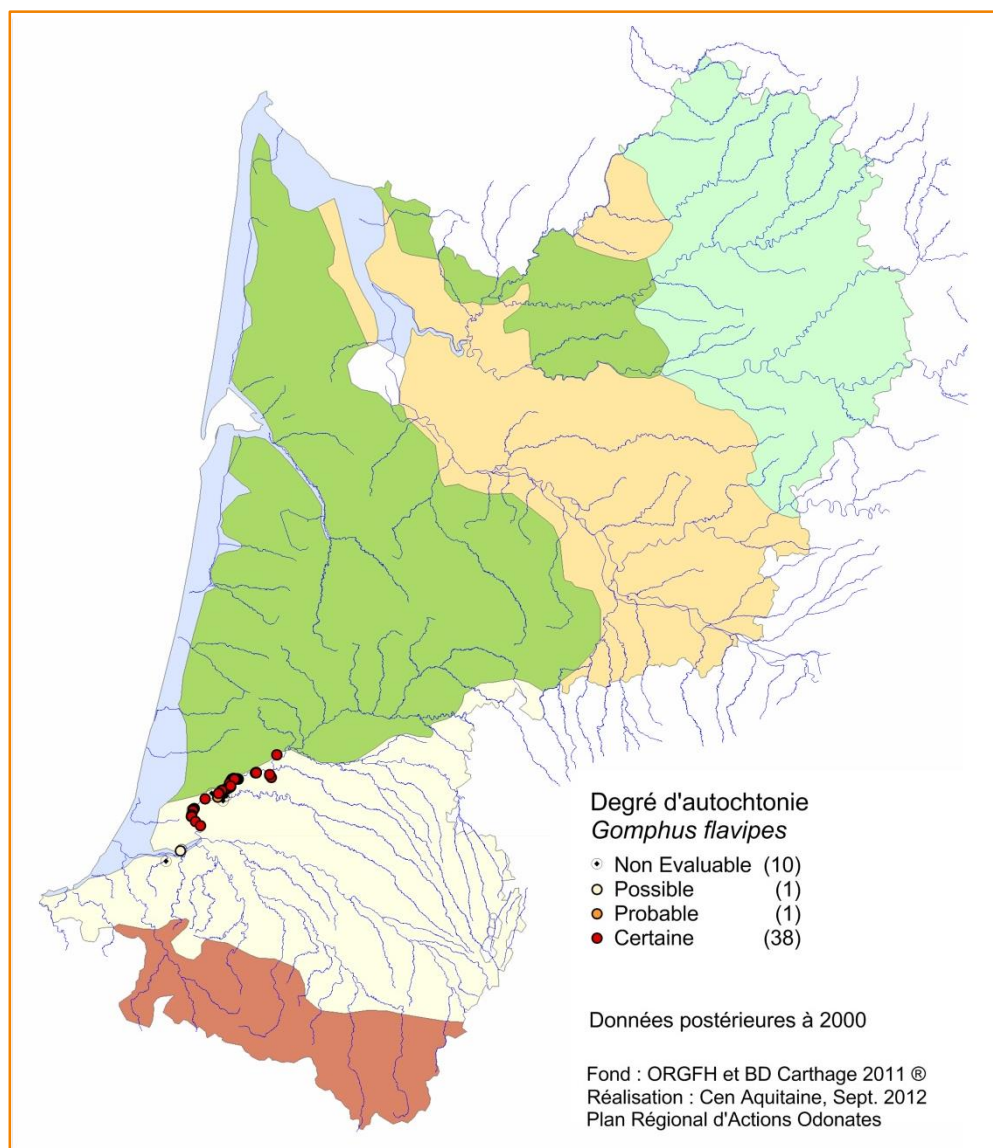 Degré d'autochtonie
Gomphus flavipes
Non Evaluable (10)
Possible (1)
Probable (1)
Certaine (38)
Données postérieures à 2000
Fond : ORGFH et BD Carthage 2011 ®
Réalisation : Cen Aquitaine, Sept. 2012
Plan Régional d'Actions Odonates